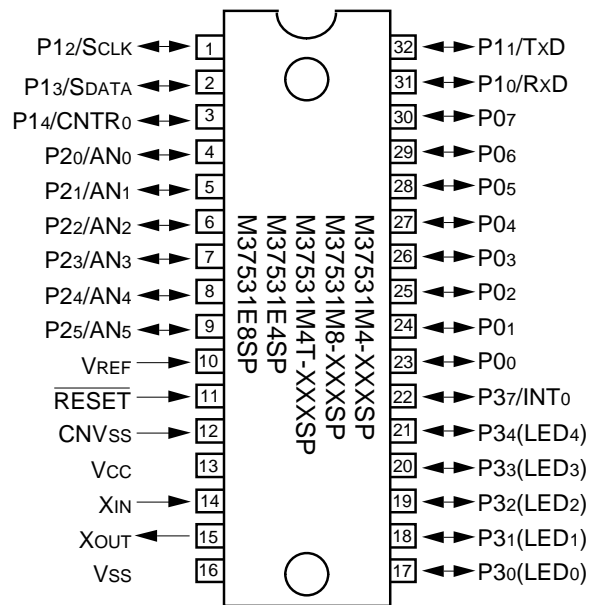 P12/SCLK 1 32 P11/TxD
P13/SDATA 2 31 P10/RxD
P14/CNTR0 3 30 P07
P20/AN0 4 29 P06
P21/AN1 5 28 P05
P22/AN2 6 27 P04
P23/AN3 7 26 P03
P24/AN4 8 25 P02
P25/AN5 9 24 P01
VREF 10 23 P00
RESET 11 22 P37/INT0
CNVSS 12 21 P34(LED4)
VCC 13 20 P33(LED3)
XIN 14 19 P32(LED2)
XOUT 15 18 P31(LED1)
VSS 16 17 P30(LED0)
M37531M4-XXXSP
M37531M8-XXXSP
M37531M4T-XXXSP
M37531E4SP
M37531E8SP